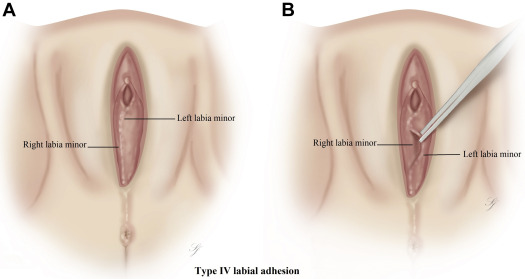 A
B
Left labia minor
Right labia minor
Right labia minor
Left labia minor
Type IV labial adhesion